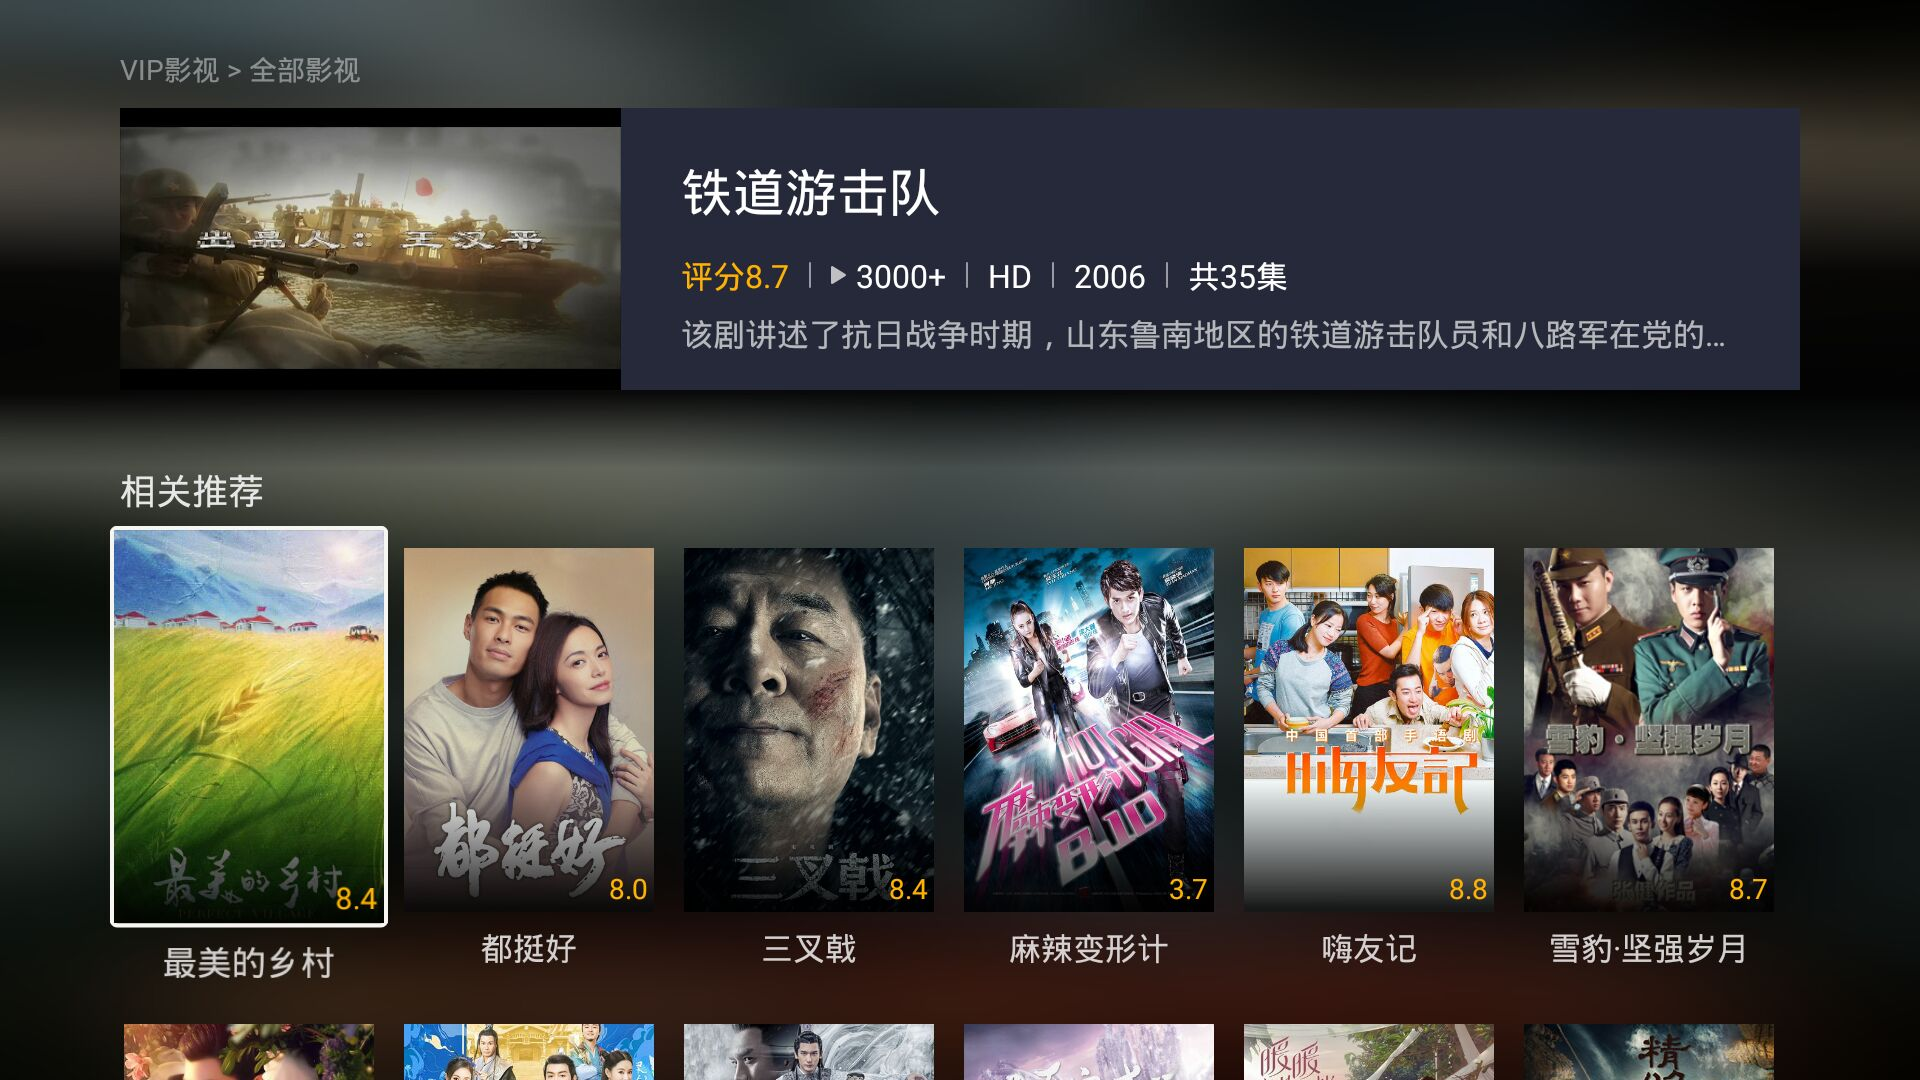 VIP影视 > 全部影视
出品人：王汉平
铁道游击队
评分8.7 | 3000+ | HD | 2006 | 共35集
该剧讲述了抗日战争时期，山东鲁南地区的铁道游击队员和八路军在党的...
相关推荐
最美的乡村
PERFECT VILLAGE
8.4
都挺好
8.0
三叉戟
8.4
HOT GIRL
麻辣变形计
8.10
3.7
中国首部手语剧
嗨友記
8.8
雪豹·坚强岁月
张健作品
8.7
最美的乡村
都挺好
三叉戟
麻辣变形计
嗨友记
雪豹·坚强岁月
暖暖
精